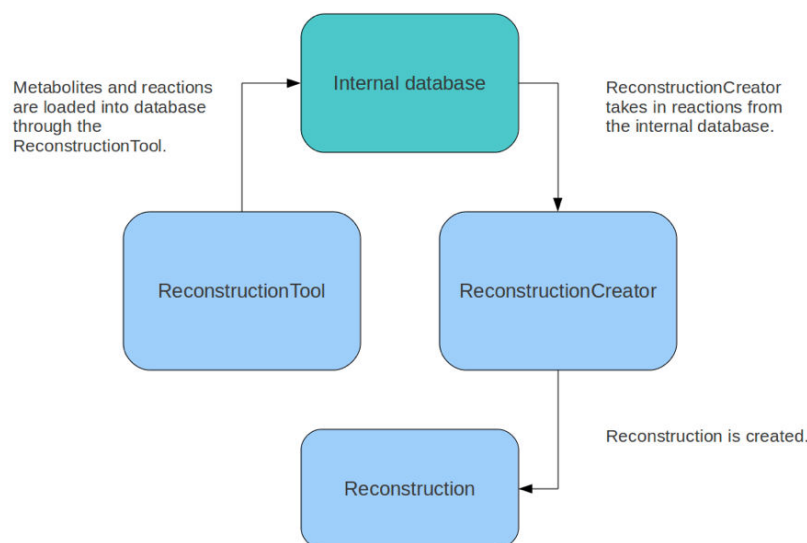 Internal database
Metabolites and reactions
are loaded into database
through the
ReconstructionTool.
ReconstructionCreator
takes in reactions from
the internal database.
ReconstructionTool
ReconstructionCreator
Reconstruction is created.
Reconstruction